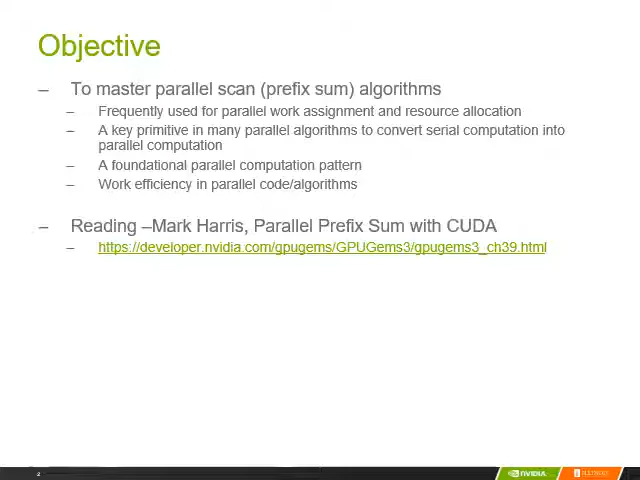 Objective
– To master parallel scan (prefix sum) algorithms
– Frequently used for parallel work assignment and resource allocation
– A key primitive in many parallel algorithms to convert serial computation into
parallel computation
– A foundational parallel computation pattern
– Work efficiency in parallel code/algorithms
– Reading –Mark Harris, Parallel Prefix Sum with CUDA
– https://developer.nvidia.com/gpugems/GPUGems3/gpugems3_ch39.html
2
NVIDIA